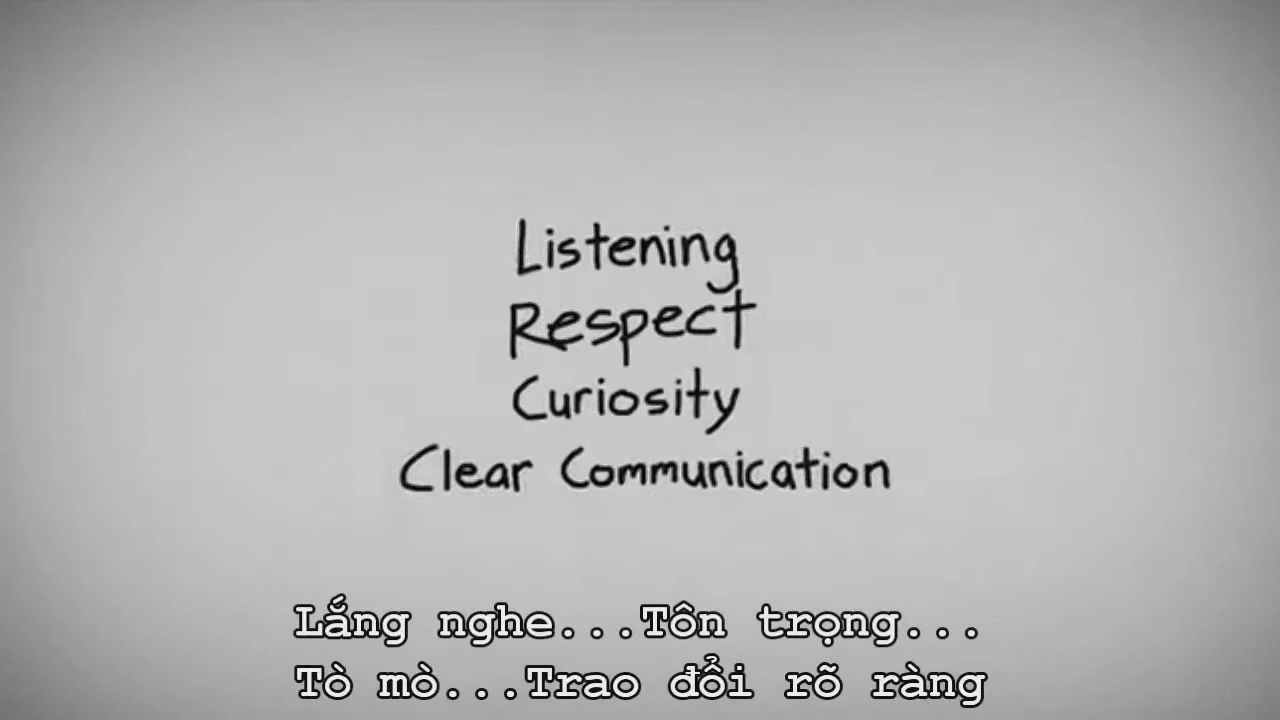 Listening
Respect
Curiosity
Clear Communication
Lắng nghe...Tôn trọng...
Tò mò...Trao đổi rõ ràng